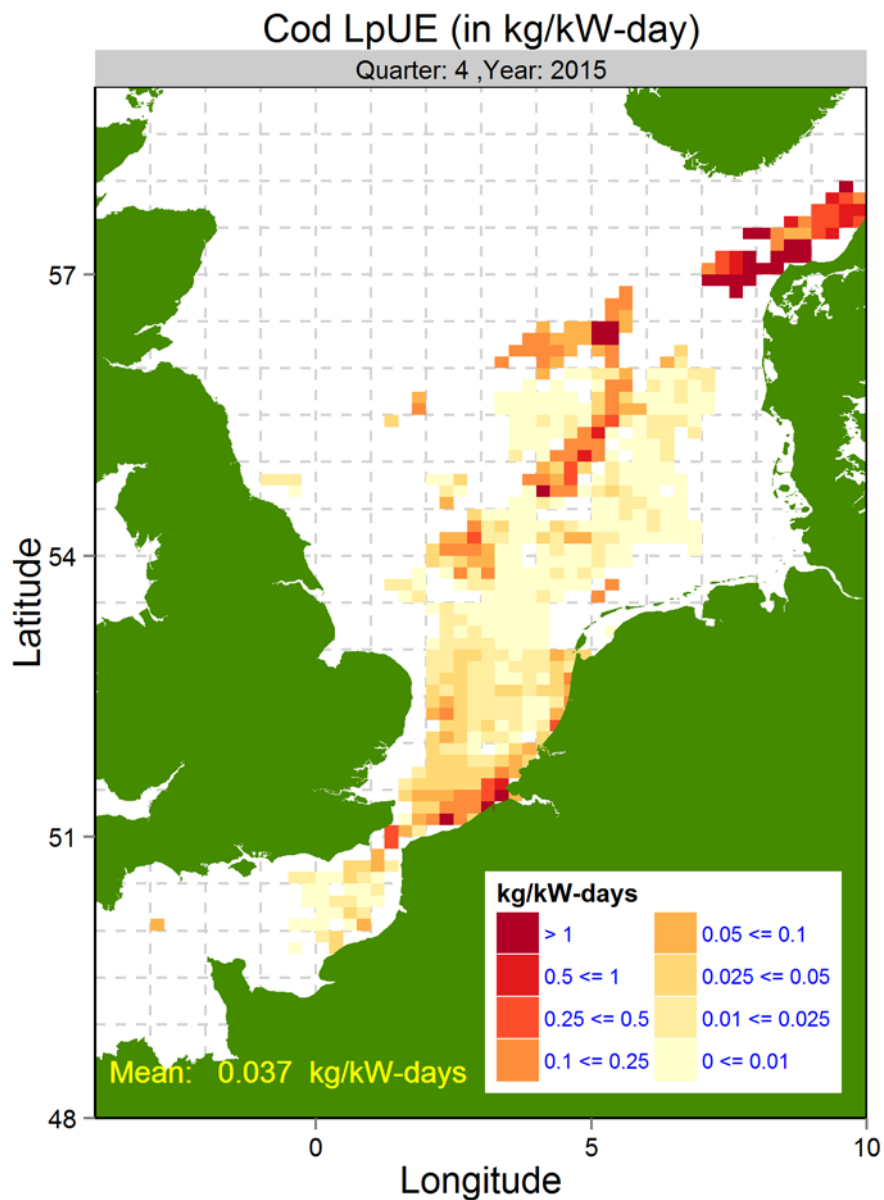 Cod LpUE (in kg/kW-day)
Quarter: 4 ,Year: 2015
Latitude
57
54
51
48
kg/kW-days
> 1
0.5 <= 1
0.25 <= 0.5
0.1 <= 0.25
0.05 <= 0.1
0.025 <= 0.05
0.01 <= 0.025
0 <= 0.01
Mean: 0.037 kg/kW-days
0
5
10
Longitude